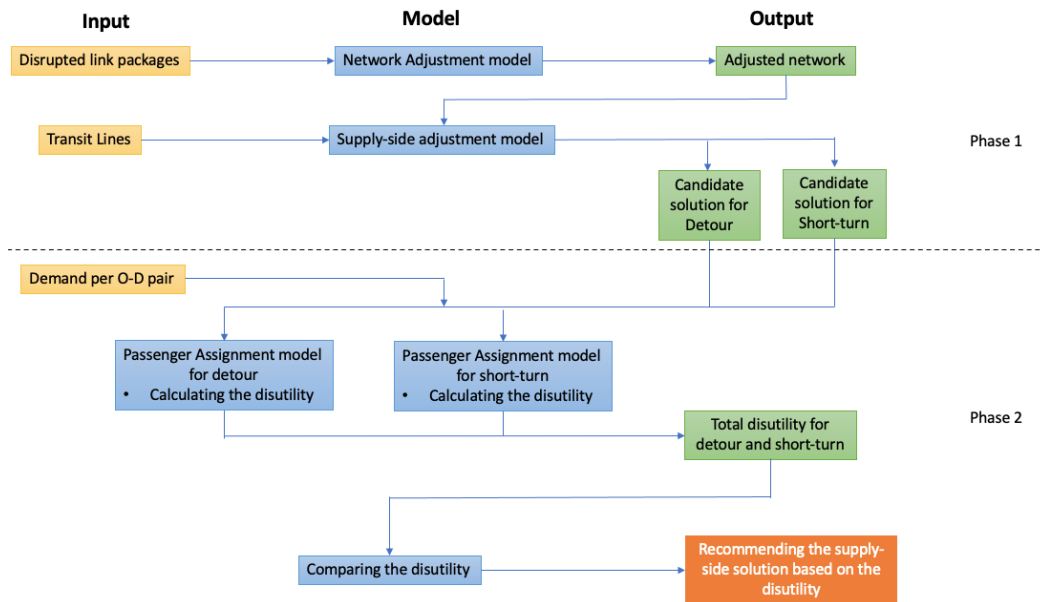 Input
Model
Output
Disrupted link packages
Network Adjustment model
Adjusted network
Transit Lines
Supply-side adjustment model
Phase 1
Candidate
solution for
Detour
Candidate
solution for
Short-turn
Demand per O-D pair
Passenger Assignment model
for detour
• Calculating the disutility
Passenger Assignment model
for short-turn
• Calculating the disutility
Total disutility for
detour and short-turn
Phase 2
Comparing the disutility
Recommending the supply-
side solution based on the
disutility